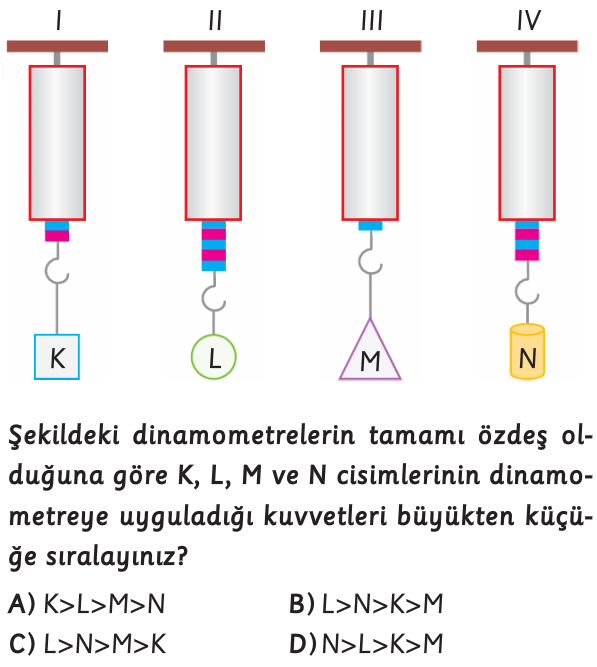 I II III IV
K L M N
Şekildeki dinamometrelerin tamamı özdeş ol-
duğuna göre K, L, M ve N cisimlerinin dinamo-
metreye uyguladığı kuvvetleri büyükten küçü-
ğe sıralayınız?
A) K>L>M>N B) L>N>K>M
C) L>N>M>K D) N>L>K>M